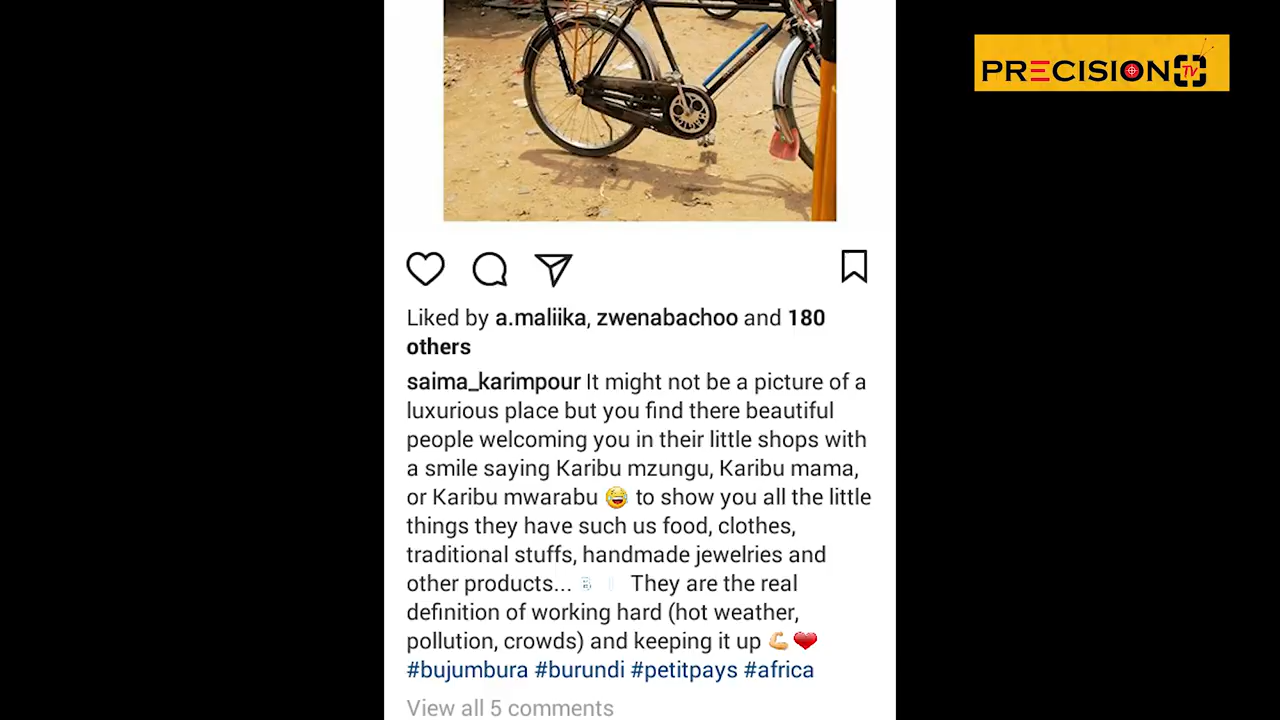 PRECISION TV
Liked by a.maliika, zwenabachoo and 180
others
saima_karimpour It might not be a picture of a
luxurious place but you find there beautiful
people welcoming you in their little shops with
a smile saying Karibu mzungu, Karibu mama,
or Karibu mwarabu 😂 to show you all the little
things they have such us food, clothes,
traditional stuffs, handmade jewelries and
other products... They are the real
definition of working hard (hot weather,
pollution, crowds) and keeping it up 💪🏼❤️
#bujumbura #burundi #petitpays #africa
View all 5 comments